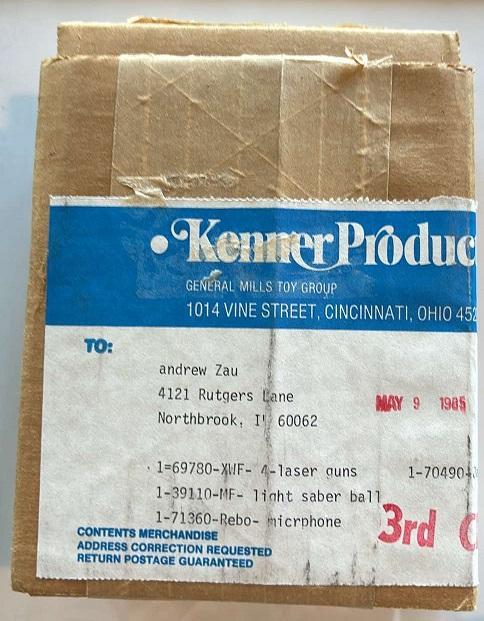 Kenner Produc
GENERAL MILLS TOY GROUP
1014 VINE STREET, CINCINNATI, OHIO 452
TO:
andrew Zau
4121 Rutgers Lane
Northbrook, Il 60062
MAY 9 1985
1=69780-XWF- 4-laser guns 1-70490-
1-39110-MF- light saber ball
1-71360-Rebo- micrphone
3rd C
CONTENTS MERCHANDISE
ADDRESS CORRECTION REQUESTED
RETURN POSTAGE GUARANTEED